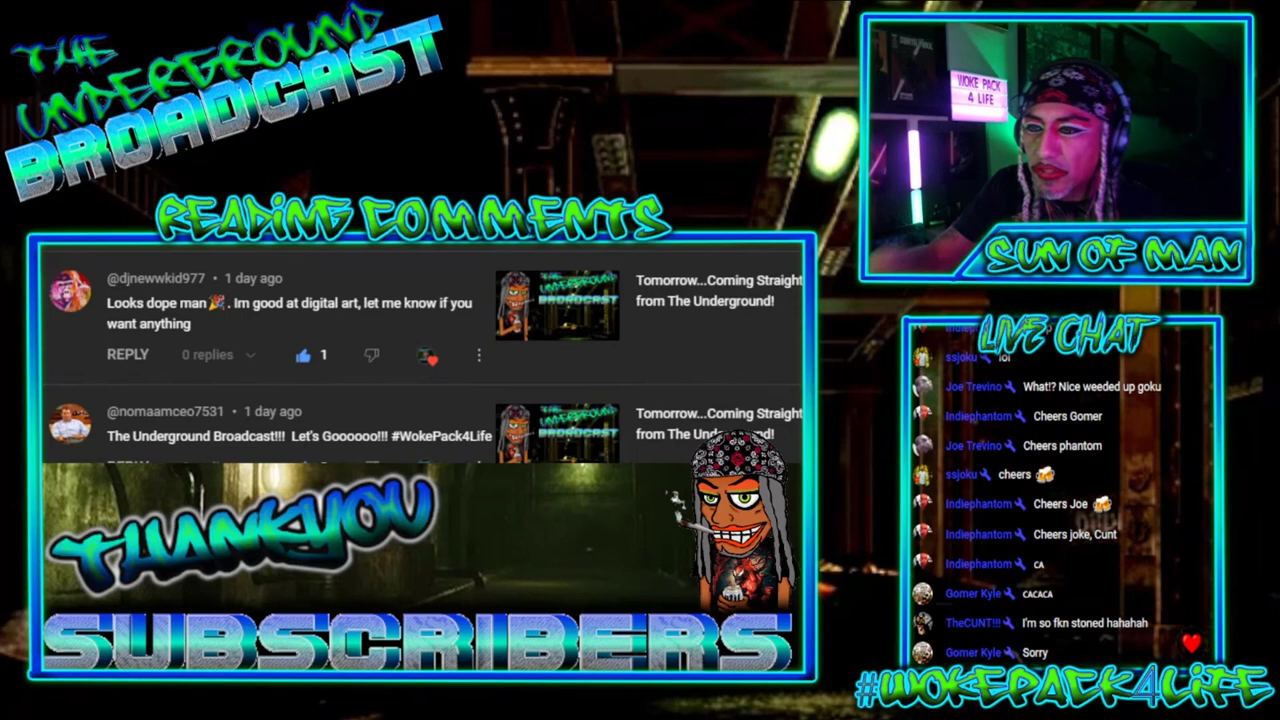 THE
UNDERGROUND
BROADCAST
WOKE PACK
4 LIFE
SUN OF MAN
READING COMMENTS
@djnewwkid977 • 1 day ago
Looks dope man🎉. Im good at digital art, let me know if you
want anything
REPLY 0 replies 1
Tomorrow...Coming Straight
from The Underground!
@nomaamceo7531 • 1 day ago
The Underground Broadcast!!! Let's Goooooo!!! #WokePack4Life
Tomorrow...Coming Straight
from The Underground!
THANKYOU
SUBSCRIBERS
LIVE CHAT
ssjoku lol
Joe Trevino What!? Nice weeded up goku
Indiephantom Cheers Gomer
Joe Trevino Cheers phantom
ssjoku cheers 🍻
Indiephantom Cheers Joe 🍻
Indiephantom Cheers joke, Cunt
Indiephantom CA
Gomer Kyle CACACA
TheCUNT!!! I'm so fkn stoned hahahah
Gomer Kyle Sorry
#WOKEPACK4LIFE